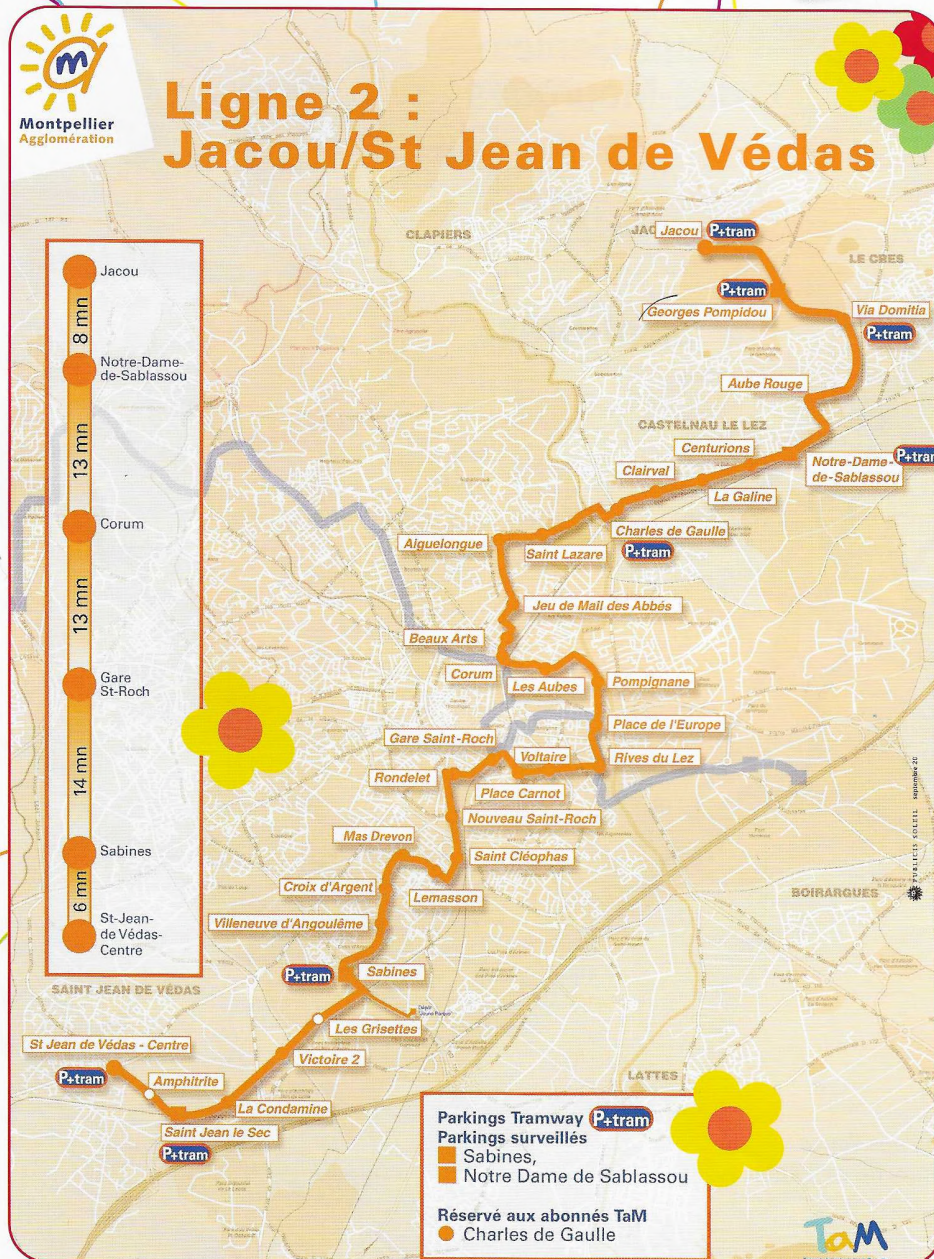 Montpellier
Agglomération
Ligne 2 :
Jacou/St Jean de Védas
CLAPIERS
JAC
Jacou
P+tram
LE CRES
P+tram
Georges Pompidou
Via Domitia
P+tram
Aube Rouge
CASTELNAU LE LEZ
Centurions
Notre-Dame-
de-Sablassou
P+tram
Clairval
La Galine
Charles de Gaulle
P+tram
Aiguelongue
Saint Lazare
Jeu de Mail des Abbés
Beaux Arts
Corum
Les Aubes
Pompignane
Place de l'Europe
Gare Saint-Roch
Voltaire
Rives du Lez
Rondelet
Place Carnot
Nouveau Saint-Roch
Mas Drevon
Saint Cléophas
Croix d'Argent
Lemasson
Villeneuve d'Angoulême
BOIRARGUES
P+tram
Sabines
Les Grisettes
SAINT JEAN DE VÉDAS
St Jean de Védas - Centre
Victoire 2
P+tram
Amphitrite
La Condamine
LATTES
Saint Jean le Sec
P+tram
Jacou
8 mn
Notre-Dame-
de-Sablassou
13 mn
Corum
13 mn
Gare
St-Roch
14 mn
Sabines
6 mn
St-Jean-
de Védas-
Centre
Parkings Tramway P+tram
Parkings surveillés
Sabines,
Notre Dame de Sablassou
Réservé aux abonnés TaM
Charles de Gaulle
PUBLICIS SOLEIL septembre 20
TaM